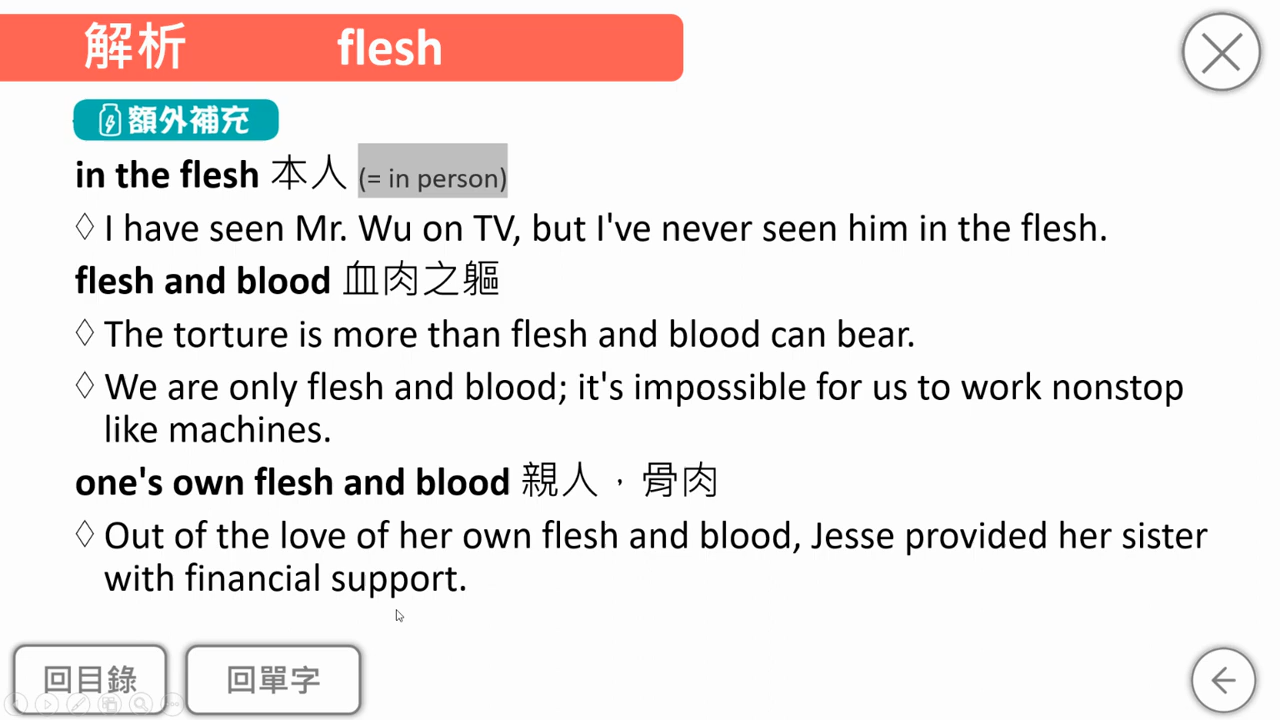 解析 flesh
額外補充
in the flesh 本人 (= in person)
◊ I have seen Mr. Wu on TV, but I've never seen him in the flesh.
flesh and blood 血肉之軀
◊ The torture is more than flesh and blood can bear.
◊ We are only flesh and blood; it's impossible for us to work nonstop
like machines.
one's own flesh and blood 親人，骨肉
◊ Out of the love of her own flesh and blood, Jesse provided her sister
with financial support.
回目錄 回單字